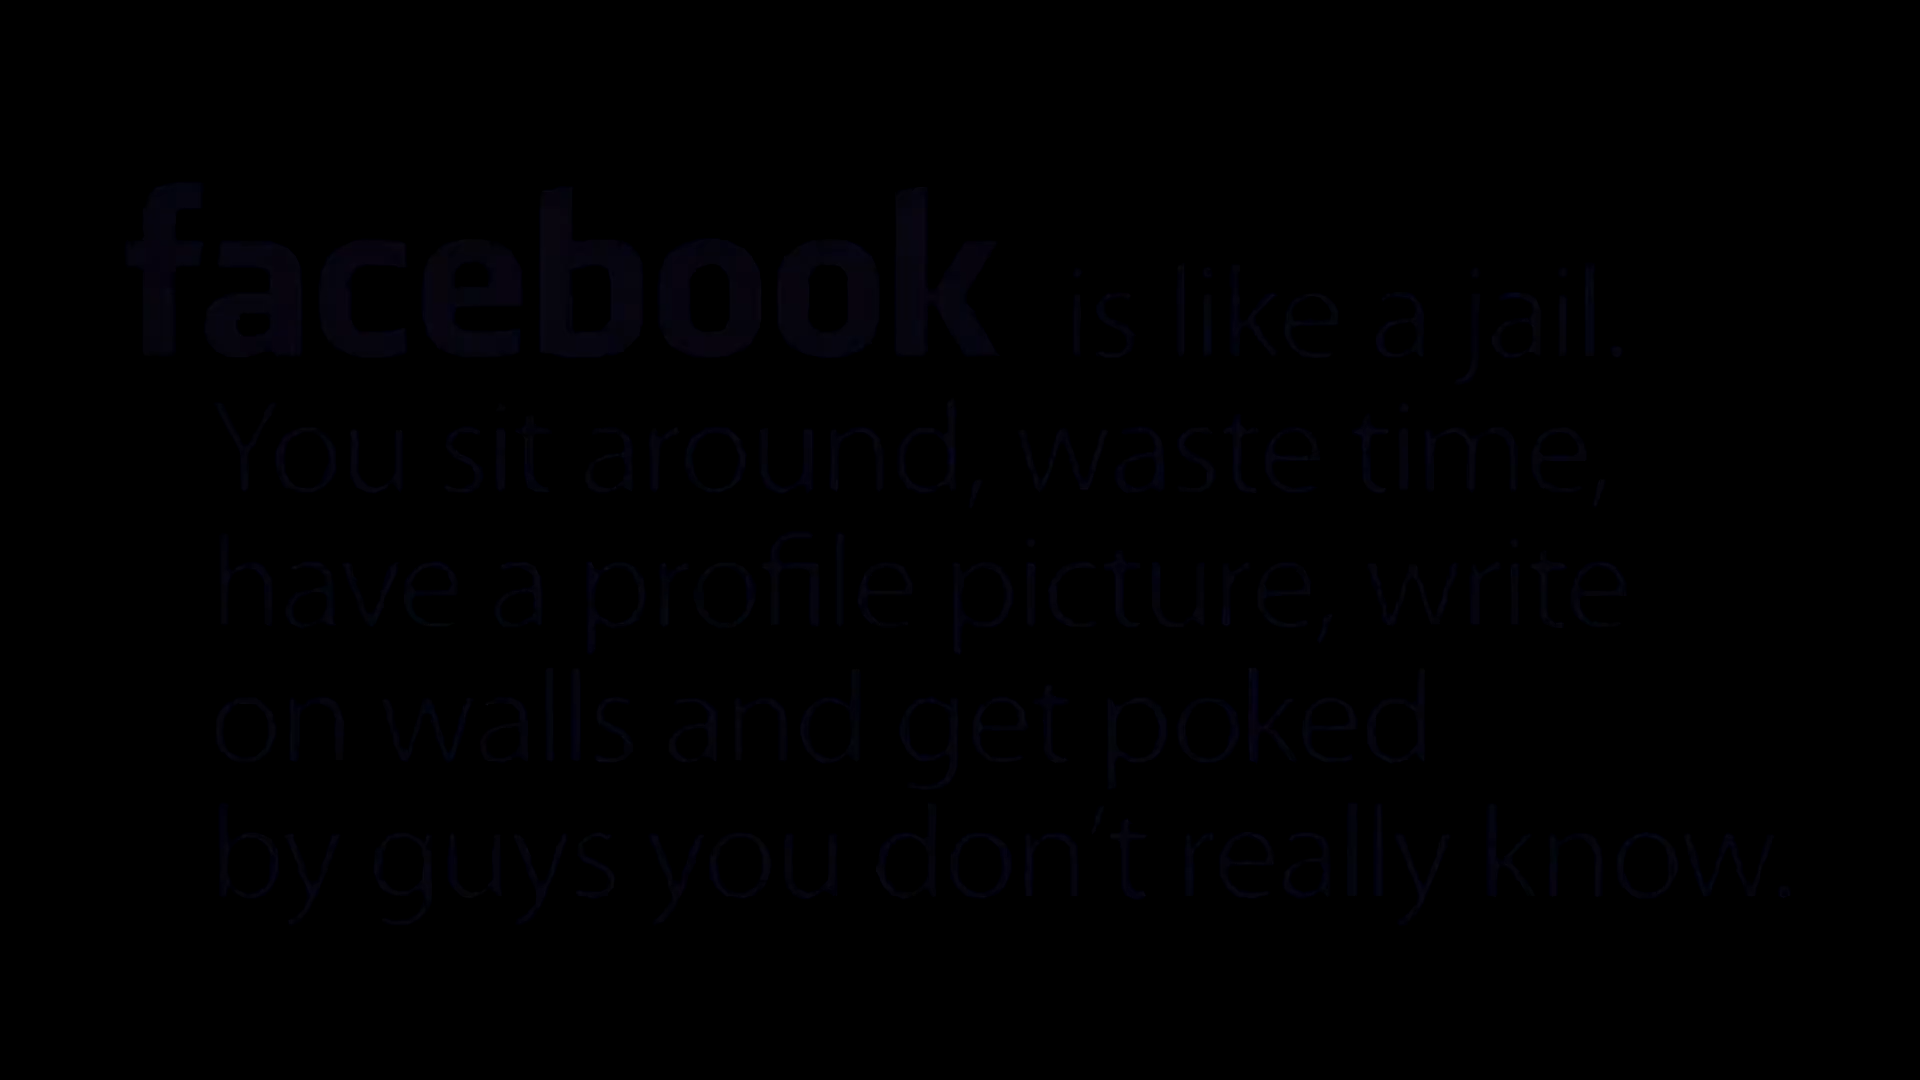 facebook is like a jail.
You sit around, waste time,
have a profile picture, write
on walls and get poked
by guys you don't really know.